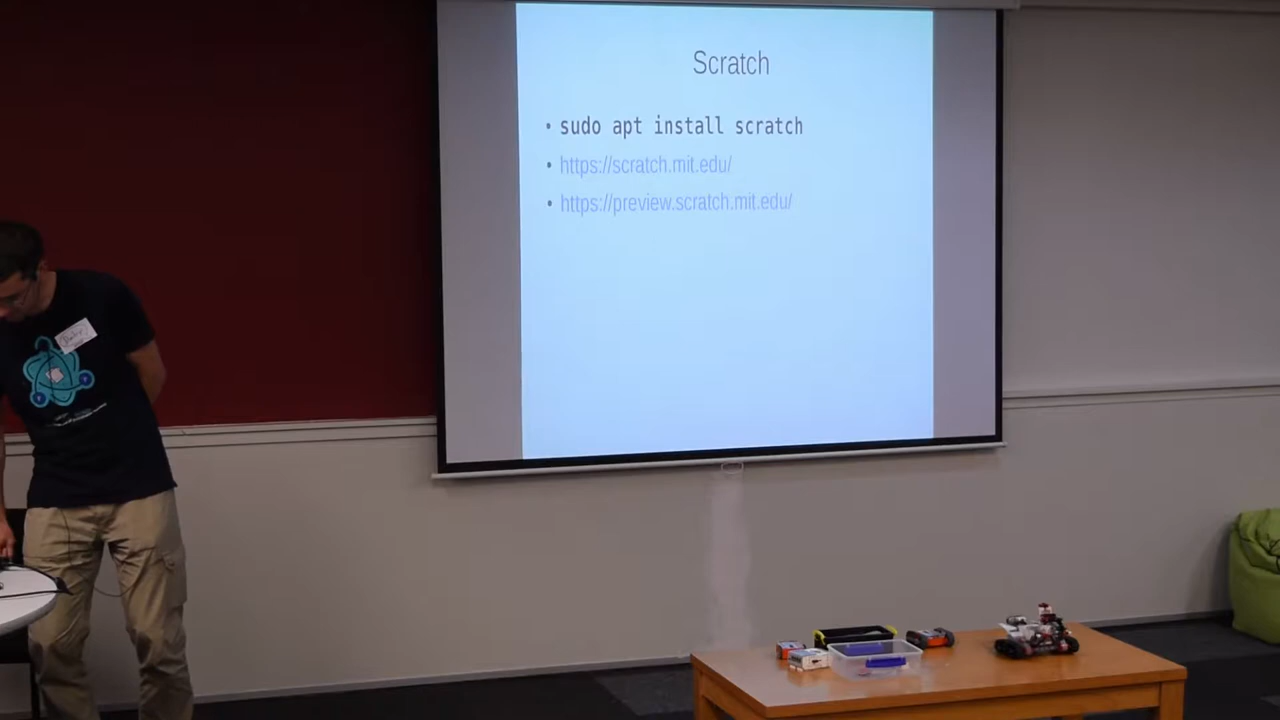 Scratch
• sudo apt install scratch
• https://scratch.mit.edu/
• https://preview.scratch.mit.edu/